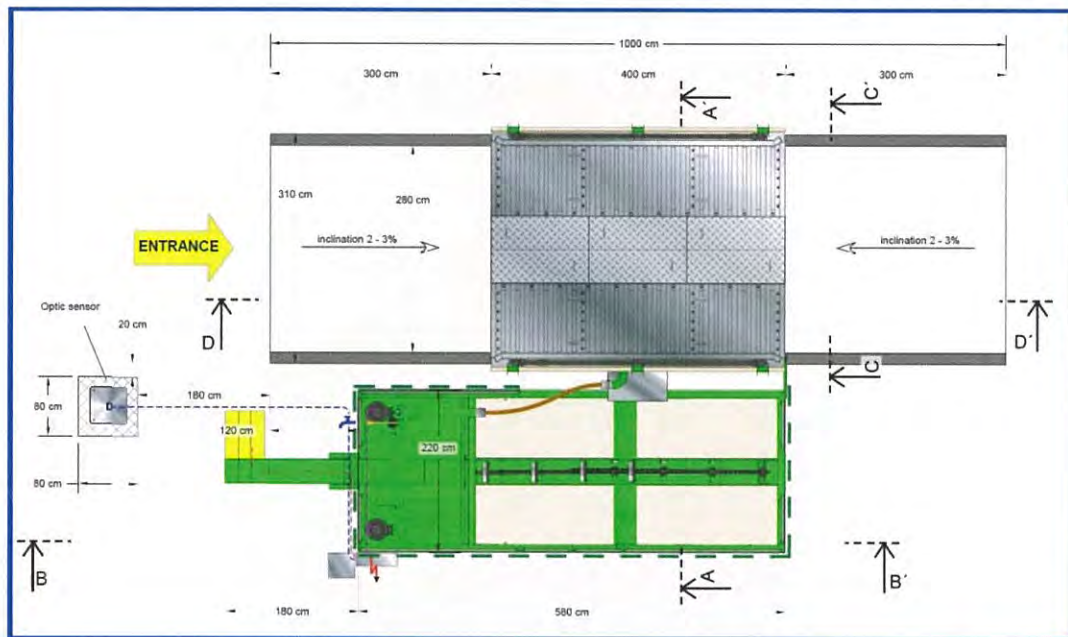 1000 cm
300 cm
400 cm
300 cm
A´
C´
310 cm
280 cm
ENTRANCE
inclination 2 - 3%
inclination 2 - 3%
Optic sensor
20 cm
D
D´
C
80 cm
180 cm
120 cm
220 cm
80 cm
B
A
B´
180 cm
580 cm